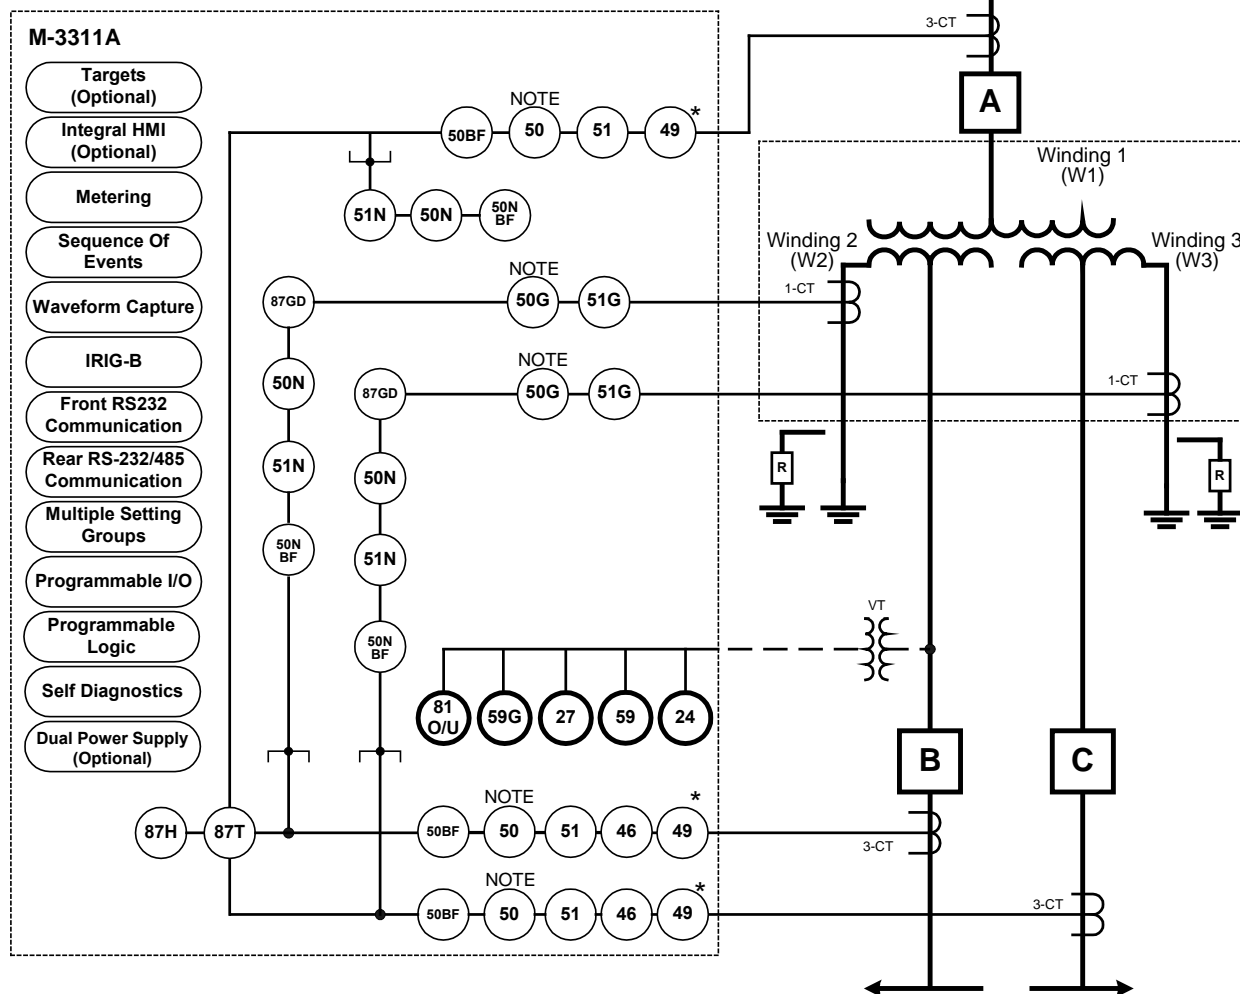 M-3311A
Targets
(Optional)
Integral HMI
(Optional)
Metering
Sequence Of
Events
Waveform Capture
IRIG-B
Front RS232
Communication
Rear RS-232/485
Communication
Multiple Setting
Groups
Programmable I/O
Programmable
Logic
Self Diagnostics
Dual Power Supply
(Optional)
3-CT
A
NOTE
50BF
50
51
49
*
51N
50N
50N
BF
Winding 1
(W1)
Winding 2
(W2)
Winding 3
(W3)
NOTE
87GD
50G
51G
1-CT
NOTE
87GD
50G
51G
1-CT
50N
51N
50N
BF
50N
51N
50N
BF
R
R
VT
81
O/U
59G
27
59
24
B
C
NOTE
*
87H
87T
50BF
50
51
46
49
3-CT
NOTE
*
50BF
50
51
46
49
3-CT